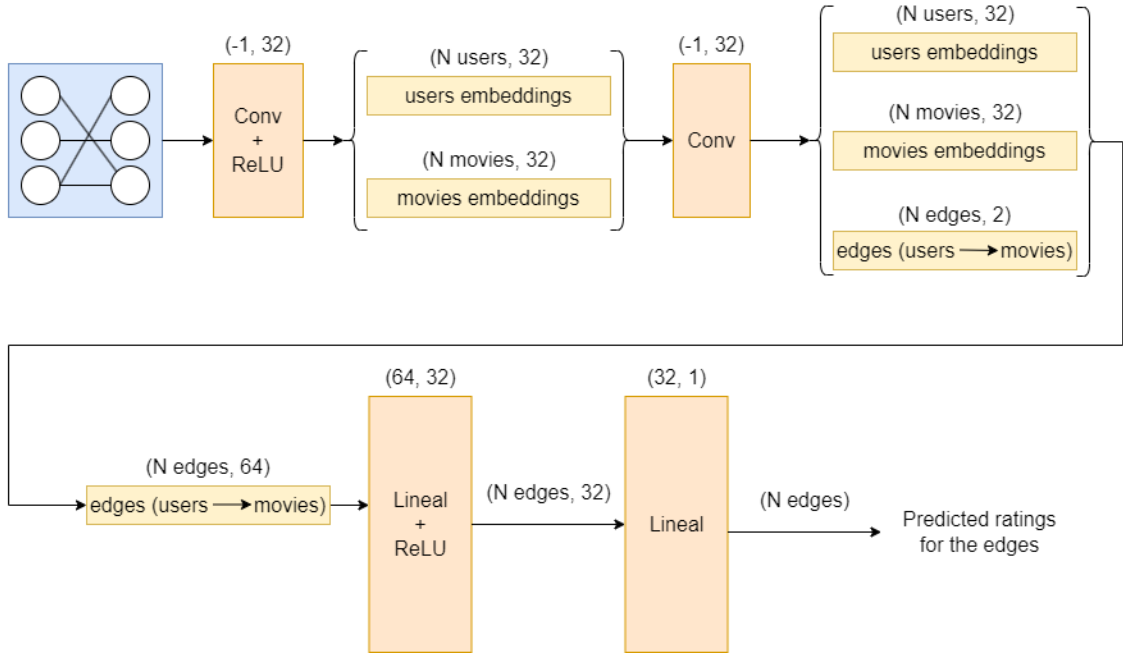 (-1, 32)
Conv
+
ReLU
(N users, 32)
users embeddings
(N movies, 32)
movies embeddings
(-1, 32)
Conv
(N users, 32)
users embeddings
(N movies, 32)
movies embeddings
(N edges, 2)
edges (users movies)
(N edges, 64)
edges (users movies)
(64, 32)
Lineal
+
ReLU
(N edges, 32)
(32, 1)
Lineal
(N edges)
Predicted ratings
for the edges